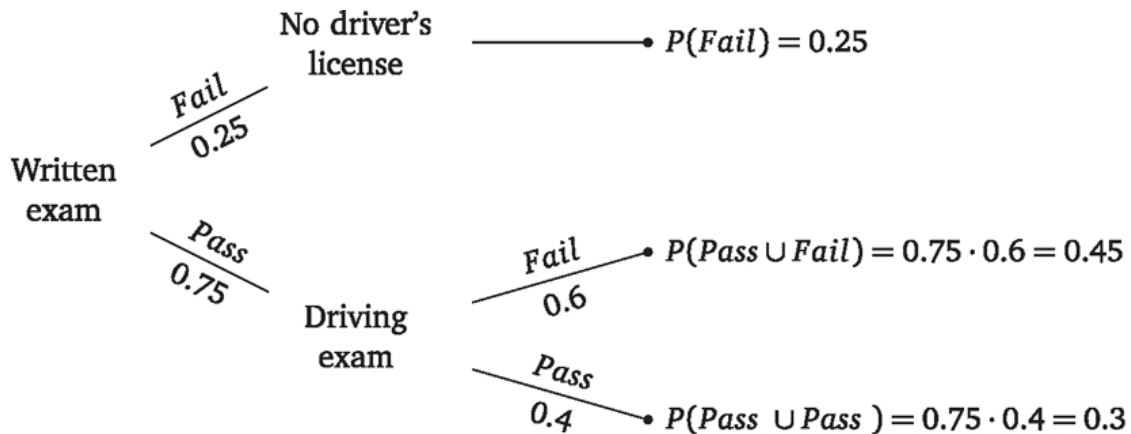 No driver's
license
P(Fail) = 0.25
Fail
0.25
Written
exam
Pass
0.75
Fail
0.6
P(Pass ∪ Fail) = 0.75 · 0.6 = 0.45
Driving
exam
Pass
0.4
P(Pass ∪ Pass ) = 0.75 · 0.4 = 0.3